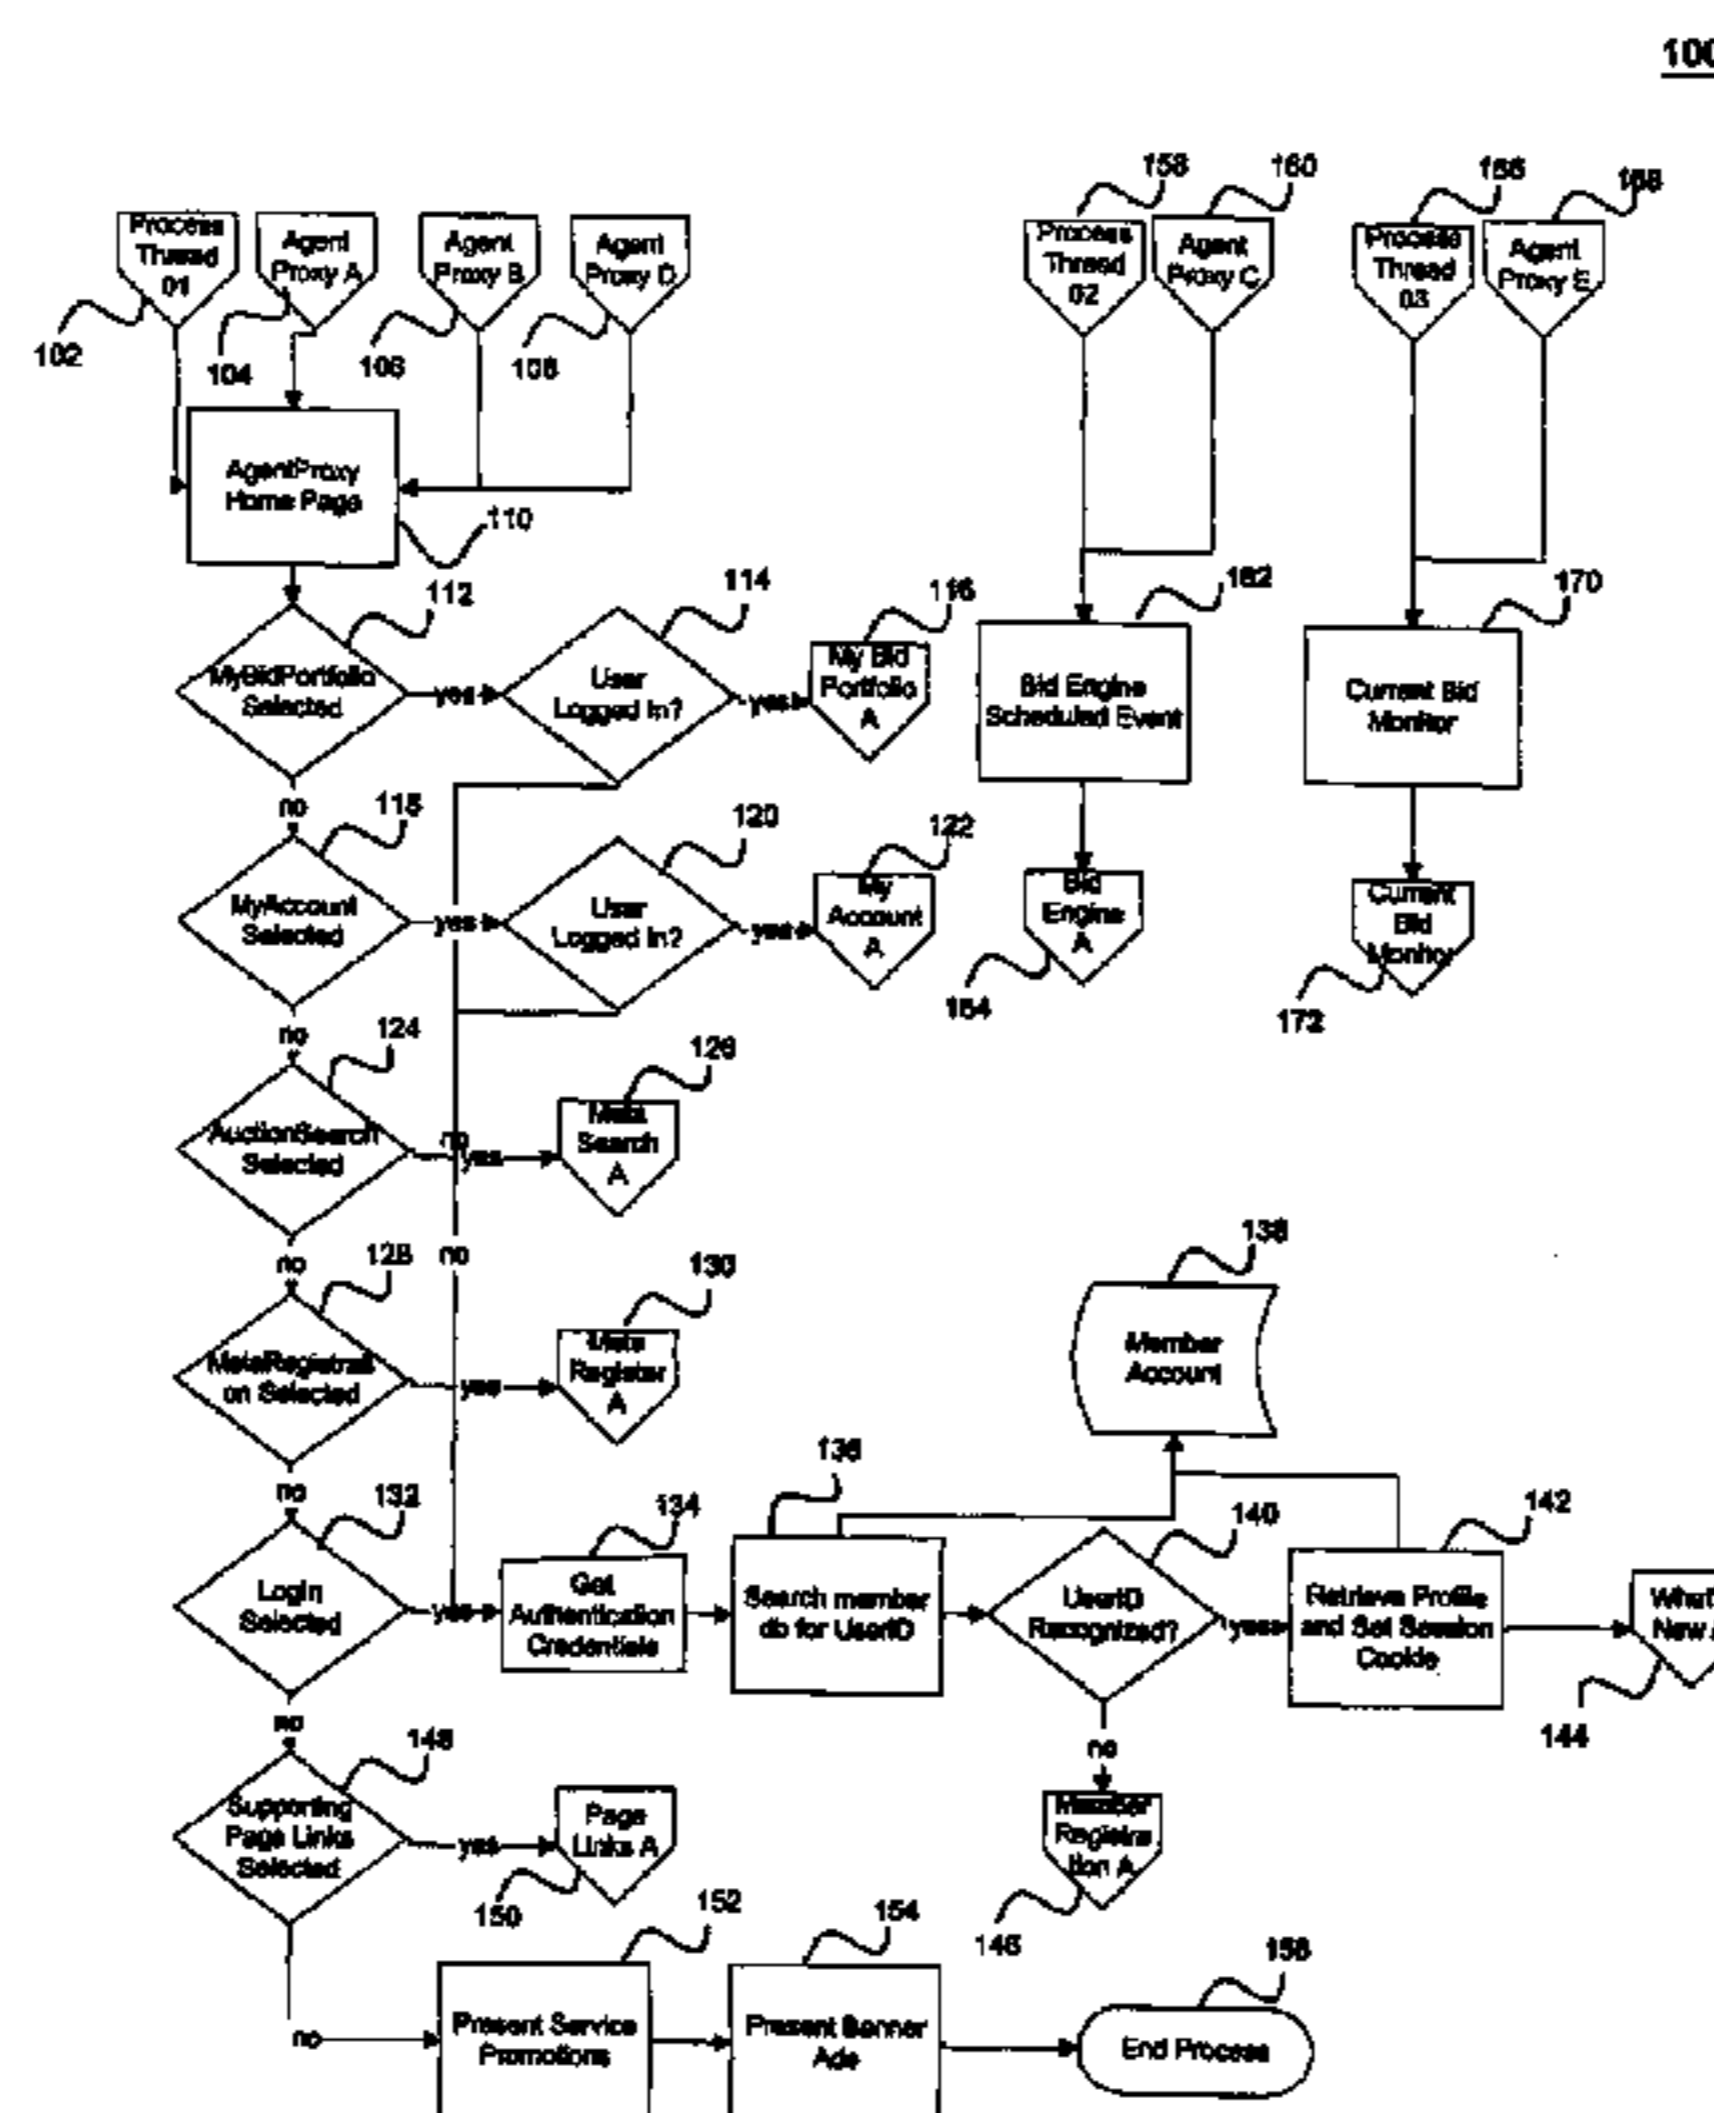 100
158
160
166
168
Process
Thread
01
Agent
Proxy A
Agent
Proxy B
Agent
Proxy D
Process
Thread
02
Agent
Proxy C
Process
Thread
03
Agent
Proxy E
102
104
106
108
AgentProxy
Home Page
110
112
114
116
162
170
MyBidPortfolio
Selected
yes
User
Logged In?
yes
My Bid
Portfolio
A
Bid Engine
Scheduled Event
Current Bid
Monitor
no
118
120
122
MyAccount
Selected
yes
User
Logged In?
yes
My
Account
A
Bid
Engine
A
Current
Bid
Monitor
164
172
no
124
126
AuctionSearch
Selected
no
yes
Meta
Search
A
no
128
no
130
138
MetaRegistrati
on Selected
yes
Meta
Register
A
Member
Account
no
132
134
136
140
142
Login
Selected
yes
Get
Authentication
Credentials
Search member
db for UserID
UserID
Recognized?
yes
Retrieve Profile
and Set Session
Cookie
What'
New
144
no
148
no
Supporting
Page Links
Selected
yes
Page
Links A
Member
Registra
tion A
150
146
152
154
156
no
Present Service
Promotions
Present Banner
Ads
End Process